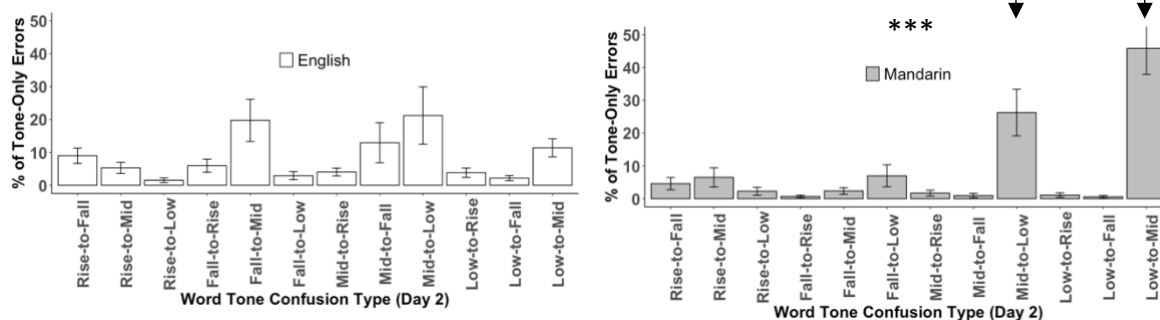 % of Tone-Only Errors
50
40
30
20
10
0
English
Rise-to-Fall
Rise-to-Mid
Rise-to-Low
Fall-to-Rise
Fall-to-Mid
Fall-to-Low
Mid-to-Rise
Mid-to-Fall
Mid-to-Low
Low-to-Rise
Low-to-Fall
Low-to-Mid
Word Tone Confusion Type (Day 2)
% of Tone-Only Errors
50
40
30
20
10
0
***
Mandarin
Rise-to-Fall
Rise-to-Mid
Rise-to-Low
Fall-to-Rise
Fall-to-Mid
Fall-to-Low
Mid-to-Rise
Mid-to-Fall
Mid-to-Low
Low-to-Rise
Low-to-Fall
Low-to-Mid
Word Tone Confusion Type (Day 2)